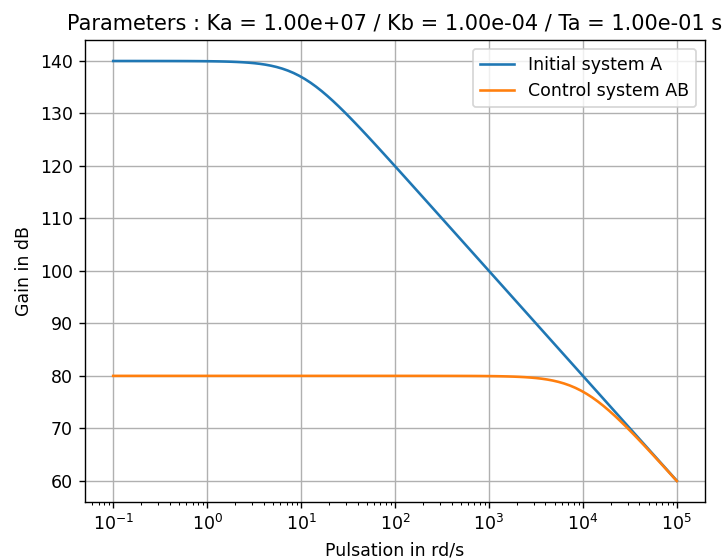 Parameters : Ka = 1.00e+07 / Kb = 1.00e-04 / Ta = 1.00e-01 s
Initial system A
Control system AB
Gain in dB
140
130
120
110
100
90
80
70
60
10⁻¹ 10⁰ 10¹ 10² 10³ 10⁴ 10⁵
Pulsation in rd/s